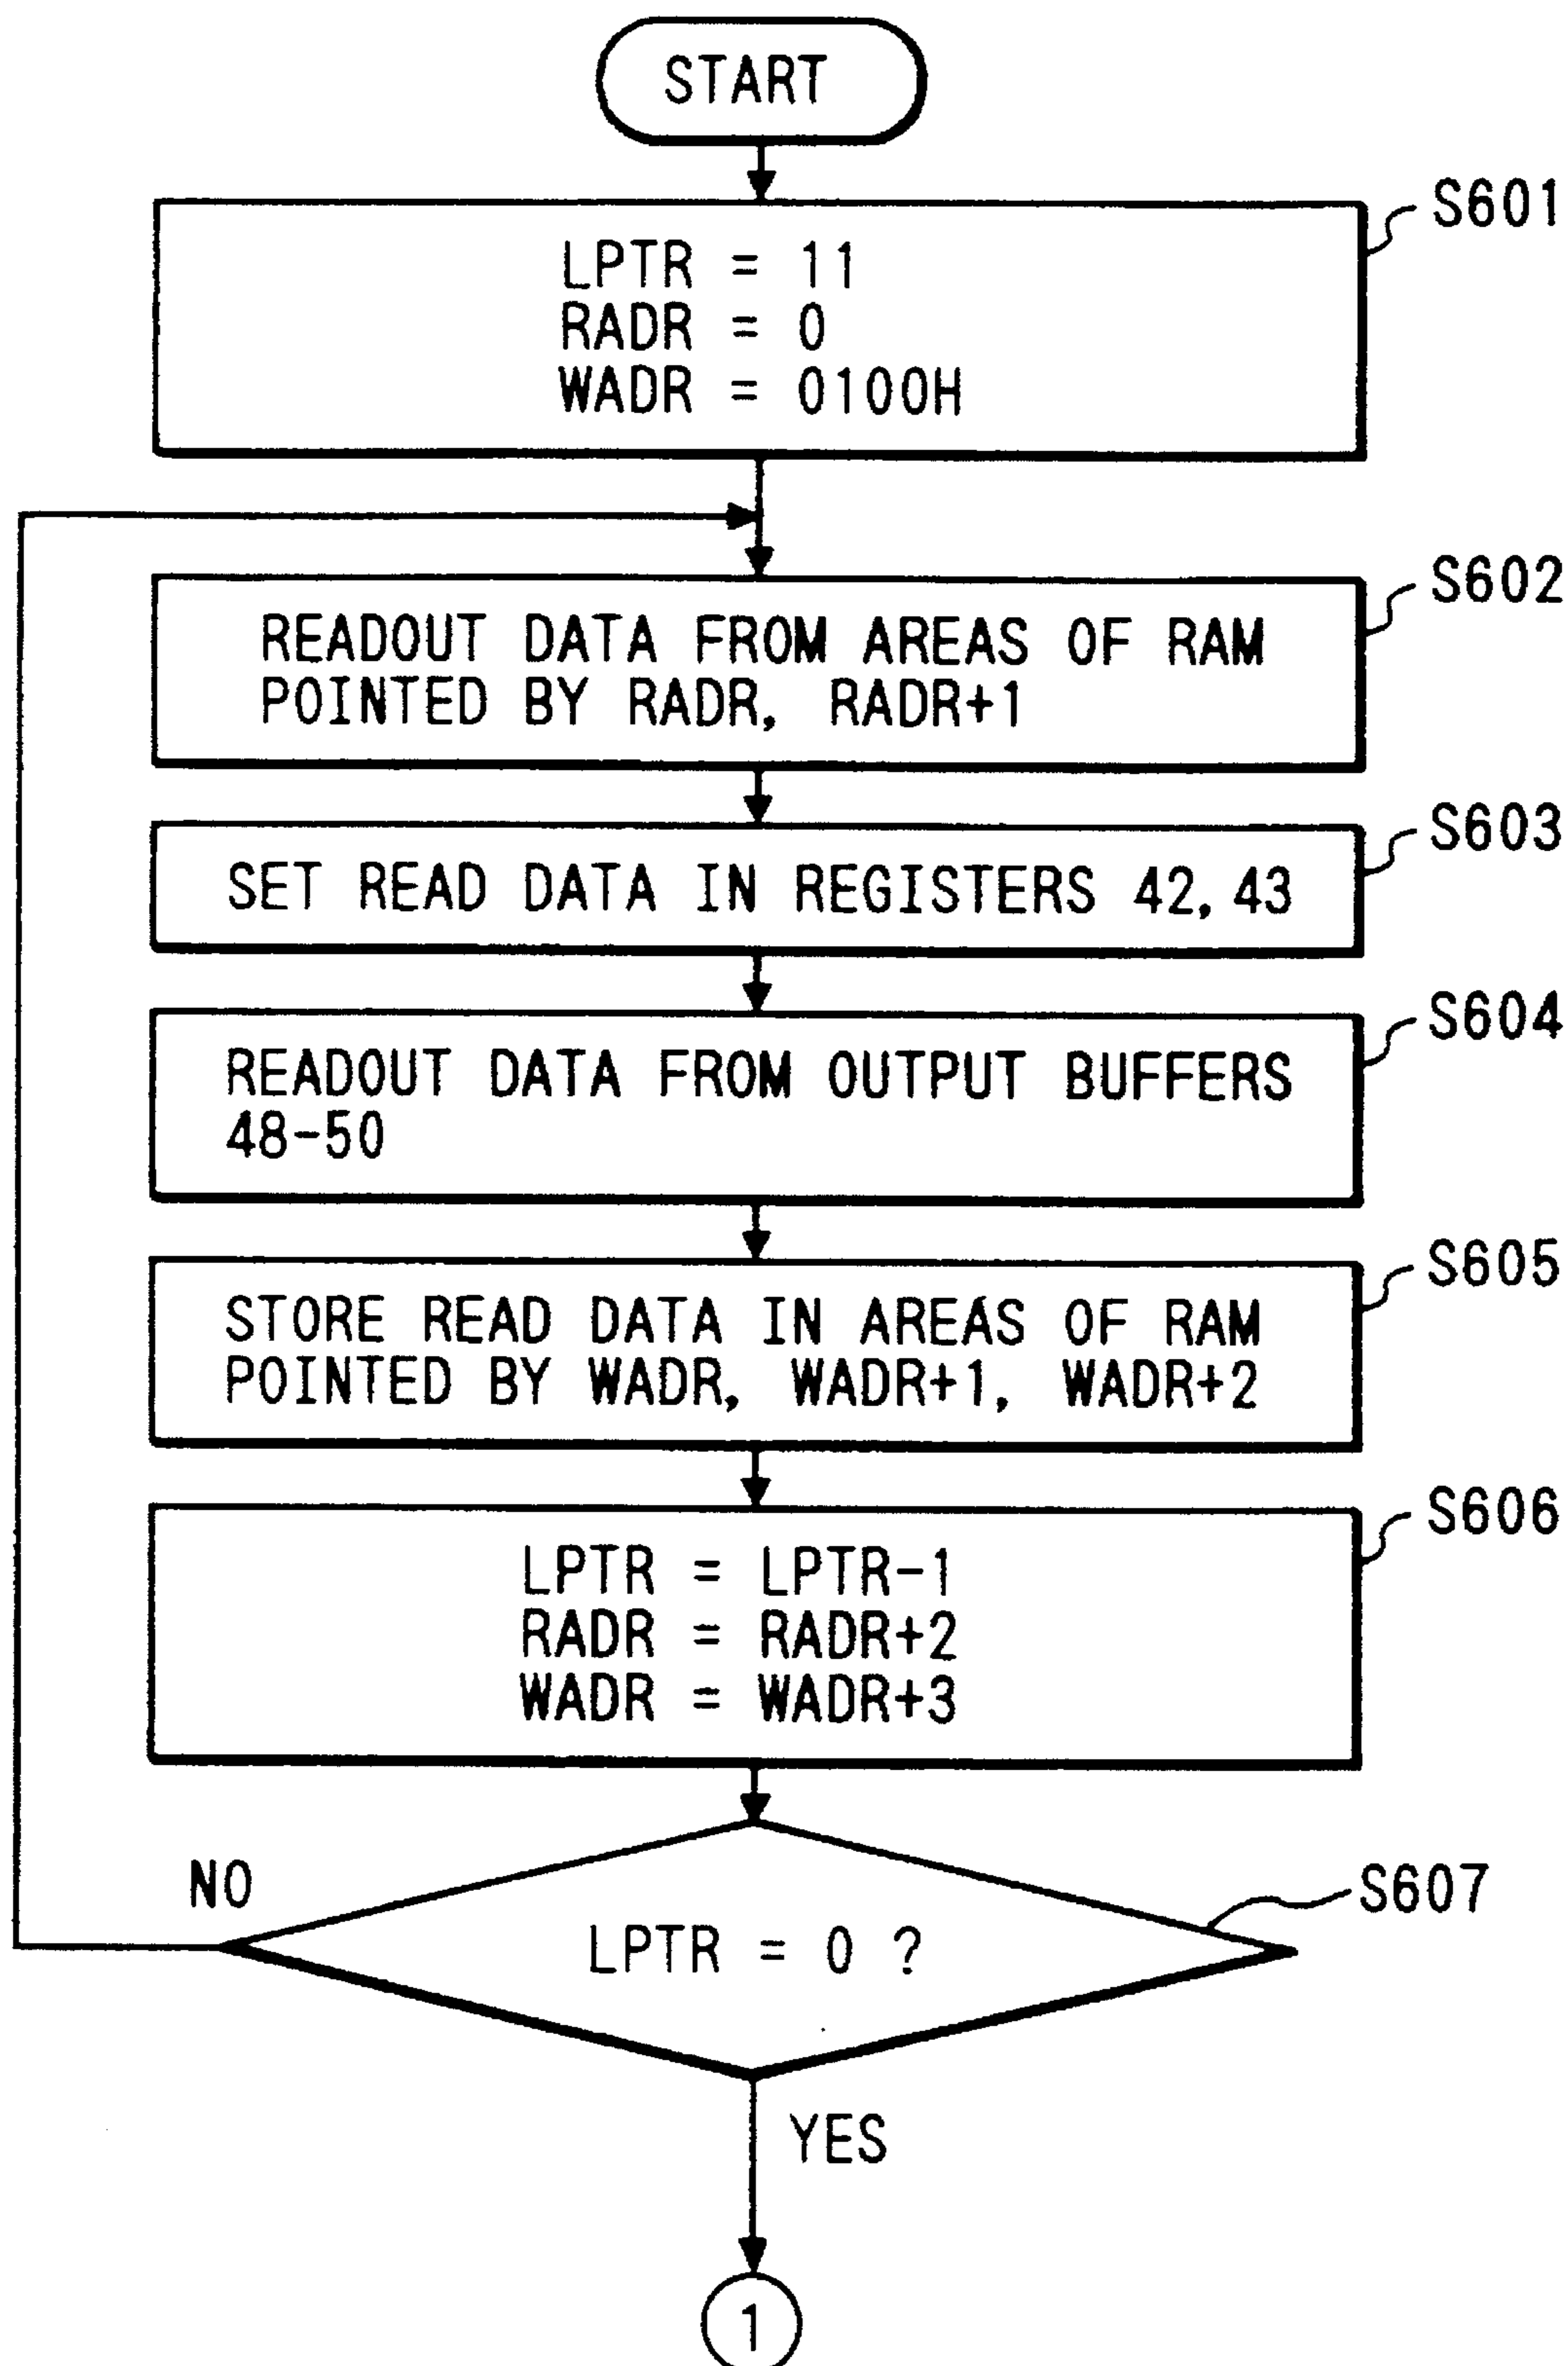 START
S601
LPTR = 11
RADR = 0
WADR = 0100H
S602
READOUT DATA FROM AREAS OF RAM
POINTED BY RADR, RADR+1
S603
SET READ DATA IN REGISTERS 42, 43
S604
READOUT DATA FROM OUTPUT BUFFERS
48-50
S605
STORE READ DATA IN AREAS OF RAM
POINTED BY WADR, WADR+1, WADR+2
S606
LPTR = LPTR-1
RADR = RADR+2
WADR = WADR+3
NO
S607
LPTR = 0 ?
YES
1